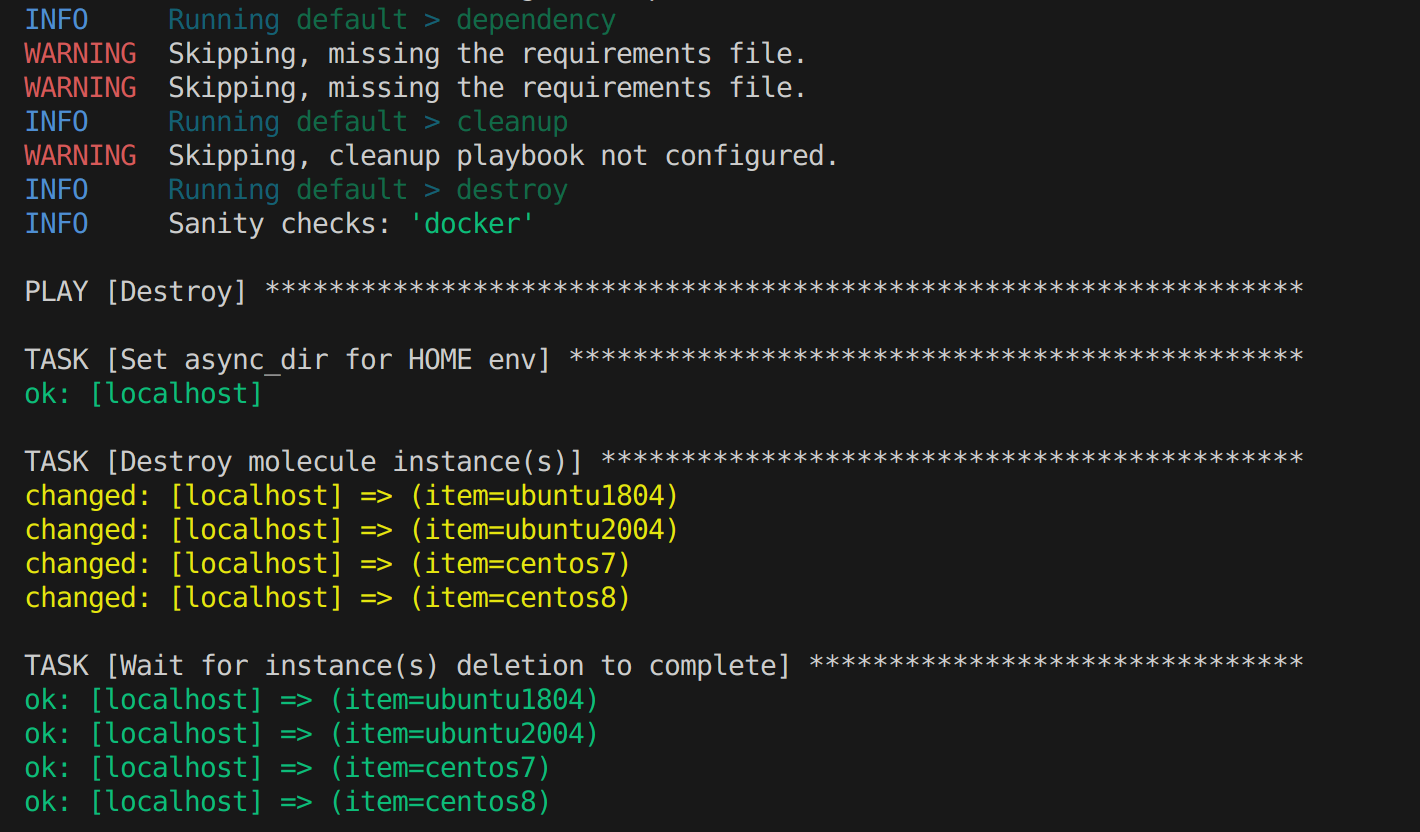 INFO     Running default > dependency
WARNING  Skipping, missing the requirements file.
WARNING  Skipping, missing the requirements file.
INFO     Running default > cleanup
WARNING  Skipping, cleanup playbook not configured.
INFO     Running default > destroy
INFO     Sanity checks: 'docker'
PLAY [Destroy] *****************************************************************
TASK [Set async_dir for HOME env] **********************************************
ok: [localhost]
TASK [Destroy molecule instance(s)] ********************************************
changed: [localhost] => (item=ubuntu1804)
changed: [localhost] => (item=ubuntu2004)
changed: [localhost] => (item=centos7)
changed: [localhost] => (item=centos8)
TASK [Wait for instance(s) deletion to complete] *******************************
ok: [localhost] => (item=ubuntu1804)
ok: [localhost] => (item=ubuntu2004)
ok: [localhost] => (item=centos7)
ok: [localhost] => (item=centos8)